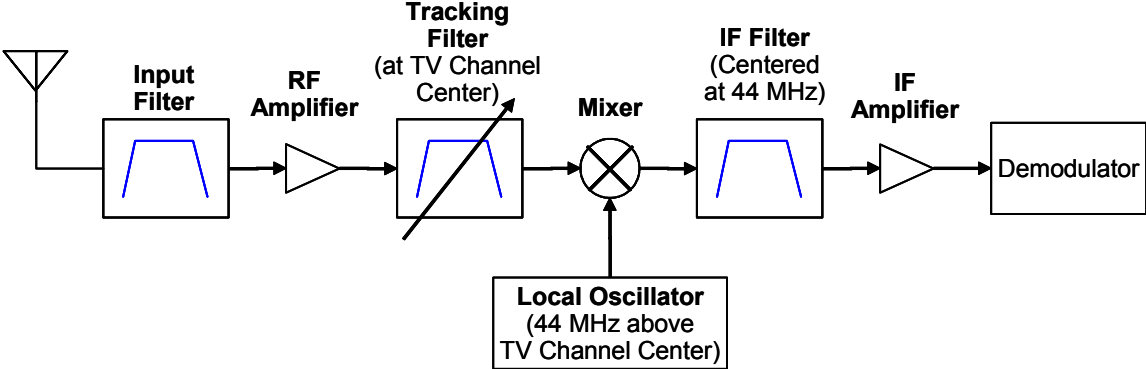 Input
Filter
RF
Amplifier
Tracking
Filter
(at TV Channel
Center)
Mixer
IF Filter
(Centered
at 44 MHz)
IF
Amplifier
Demodulator
Local Oscillator
(44 MHz above
TV Channel Center)